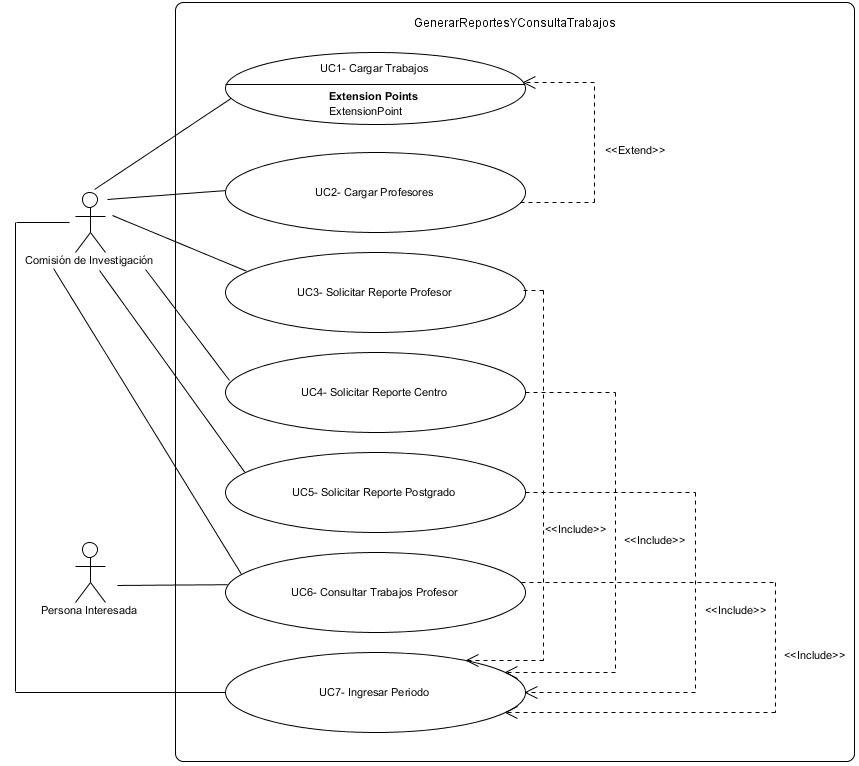 GenerarReportesYConsultaTrabajos
UC1- Cargar Trabajos
Extension Points
ExtensionPoint
<<Extend>>
UC2- Cargar Profesores
Comisión de Investigación
UC3- Solicitar Reporte Profesor
UC4- Solicitar Reporte Centro
UC5- Solicitar Reporte Postgrado
<<Include>>
<<Include>>
UC6- Consultar Trabajos Profesor
Persona Interesada
<<Include>>
<<Include>>
UC7- Ingresar Periodo